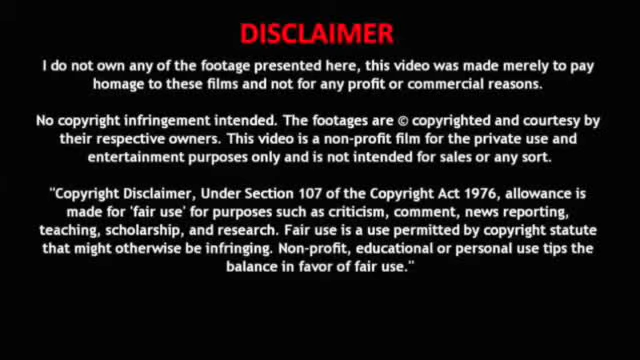 DISCLAIMER
I do not own any of the footage presented here, this video was made merely to pay
homage to these films and not for any profit or commercial reasons.
No copyright infringement intended. The footages are © copyrighted and courtesy by
their respective owners. This video is a non-profit film for the private use and
entertainment purposes only and is not intended for sales or any sort.
"Copyright Disclaimer, Under Section 107 of the Copyright Act 1976, allowance is
made for 'fair use' for purposes such as criticism, comment, news reporting,
teaching, scholarship, and research. Fair use is a use permitted by copyright statute
that might otherwise be infringing. Non-profit, educational or personal use tips the
balance in favor of fair use."